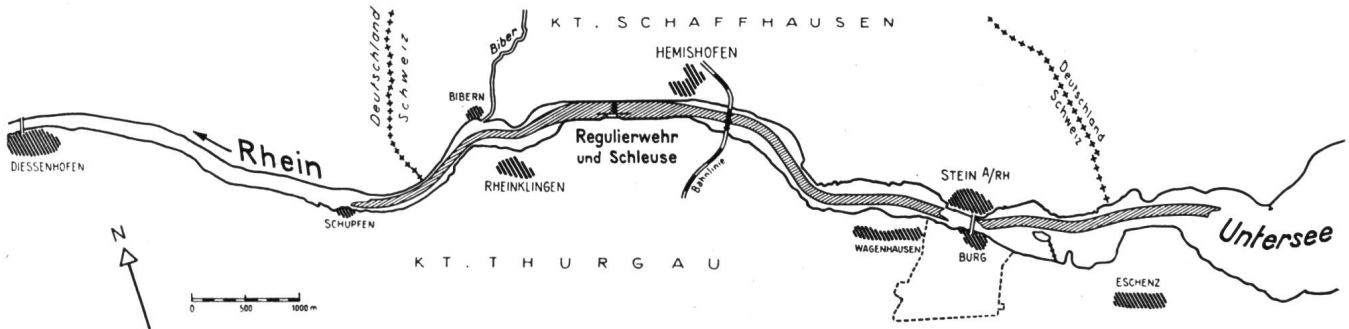 KT. SCHAFFHAUSEN
Deutschland
Schweiz
Biber
HEMISHOFEN
BIBERN
Deutschland
Schweiz
Rhein
DIESSENHOFEN
Regulierwehr
und Schleuse
RHEINKLINGEN
Bahnlinie
STEIN A/RH
SCHUPFEN
WAGENHAUSEN
BURG
Untersee
ESCHENZ
N
KT. THURGAU
0 500 1000 m